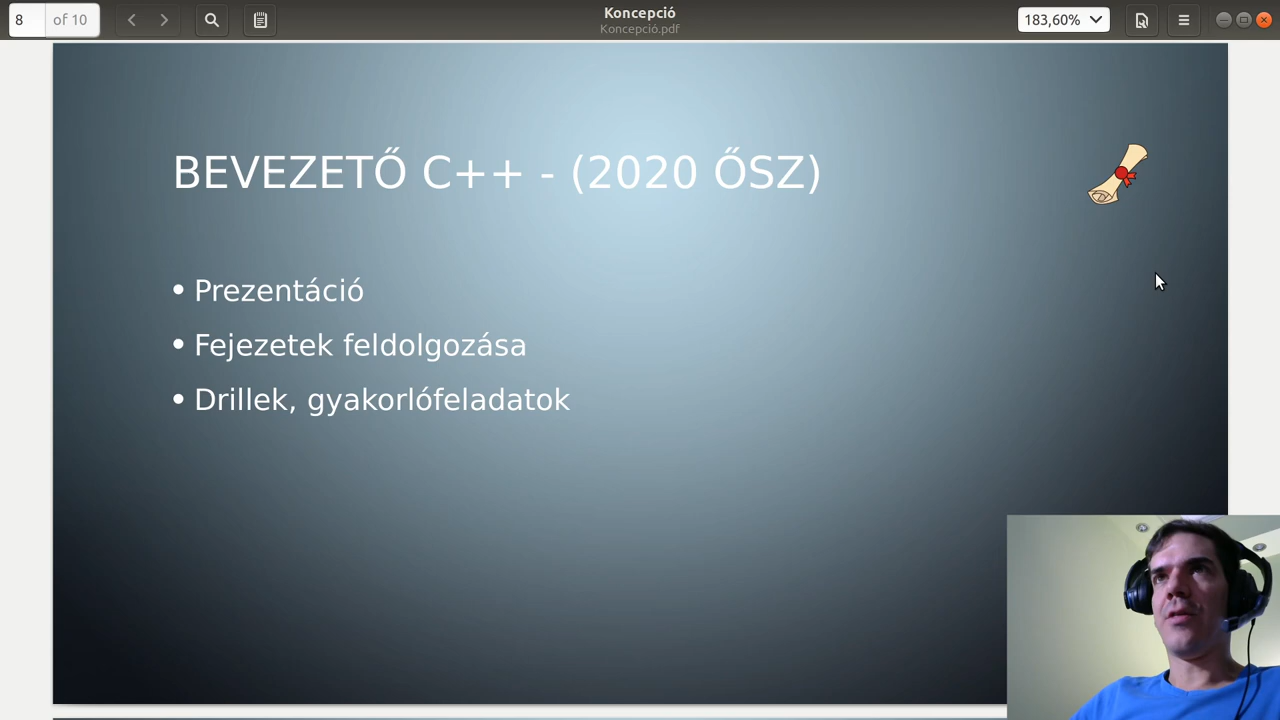 8 of 10
Koncepció
Koncepció.pdf
183,60%
BEVEZETŐ C++ - (2020 ŐSZ)
• Prezentáció
• Fejezetek feldolgozása
• Drillek, gyakorlófeladatok